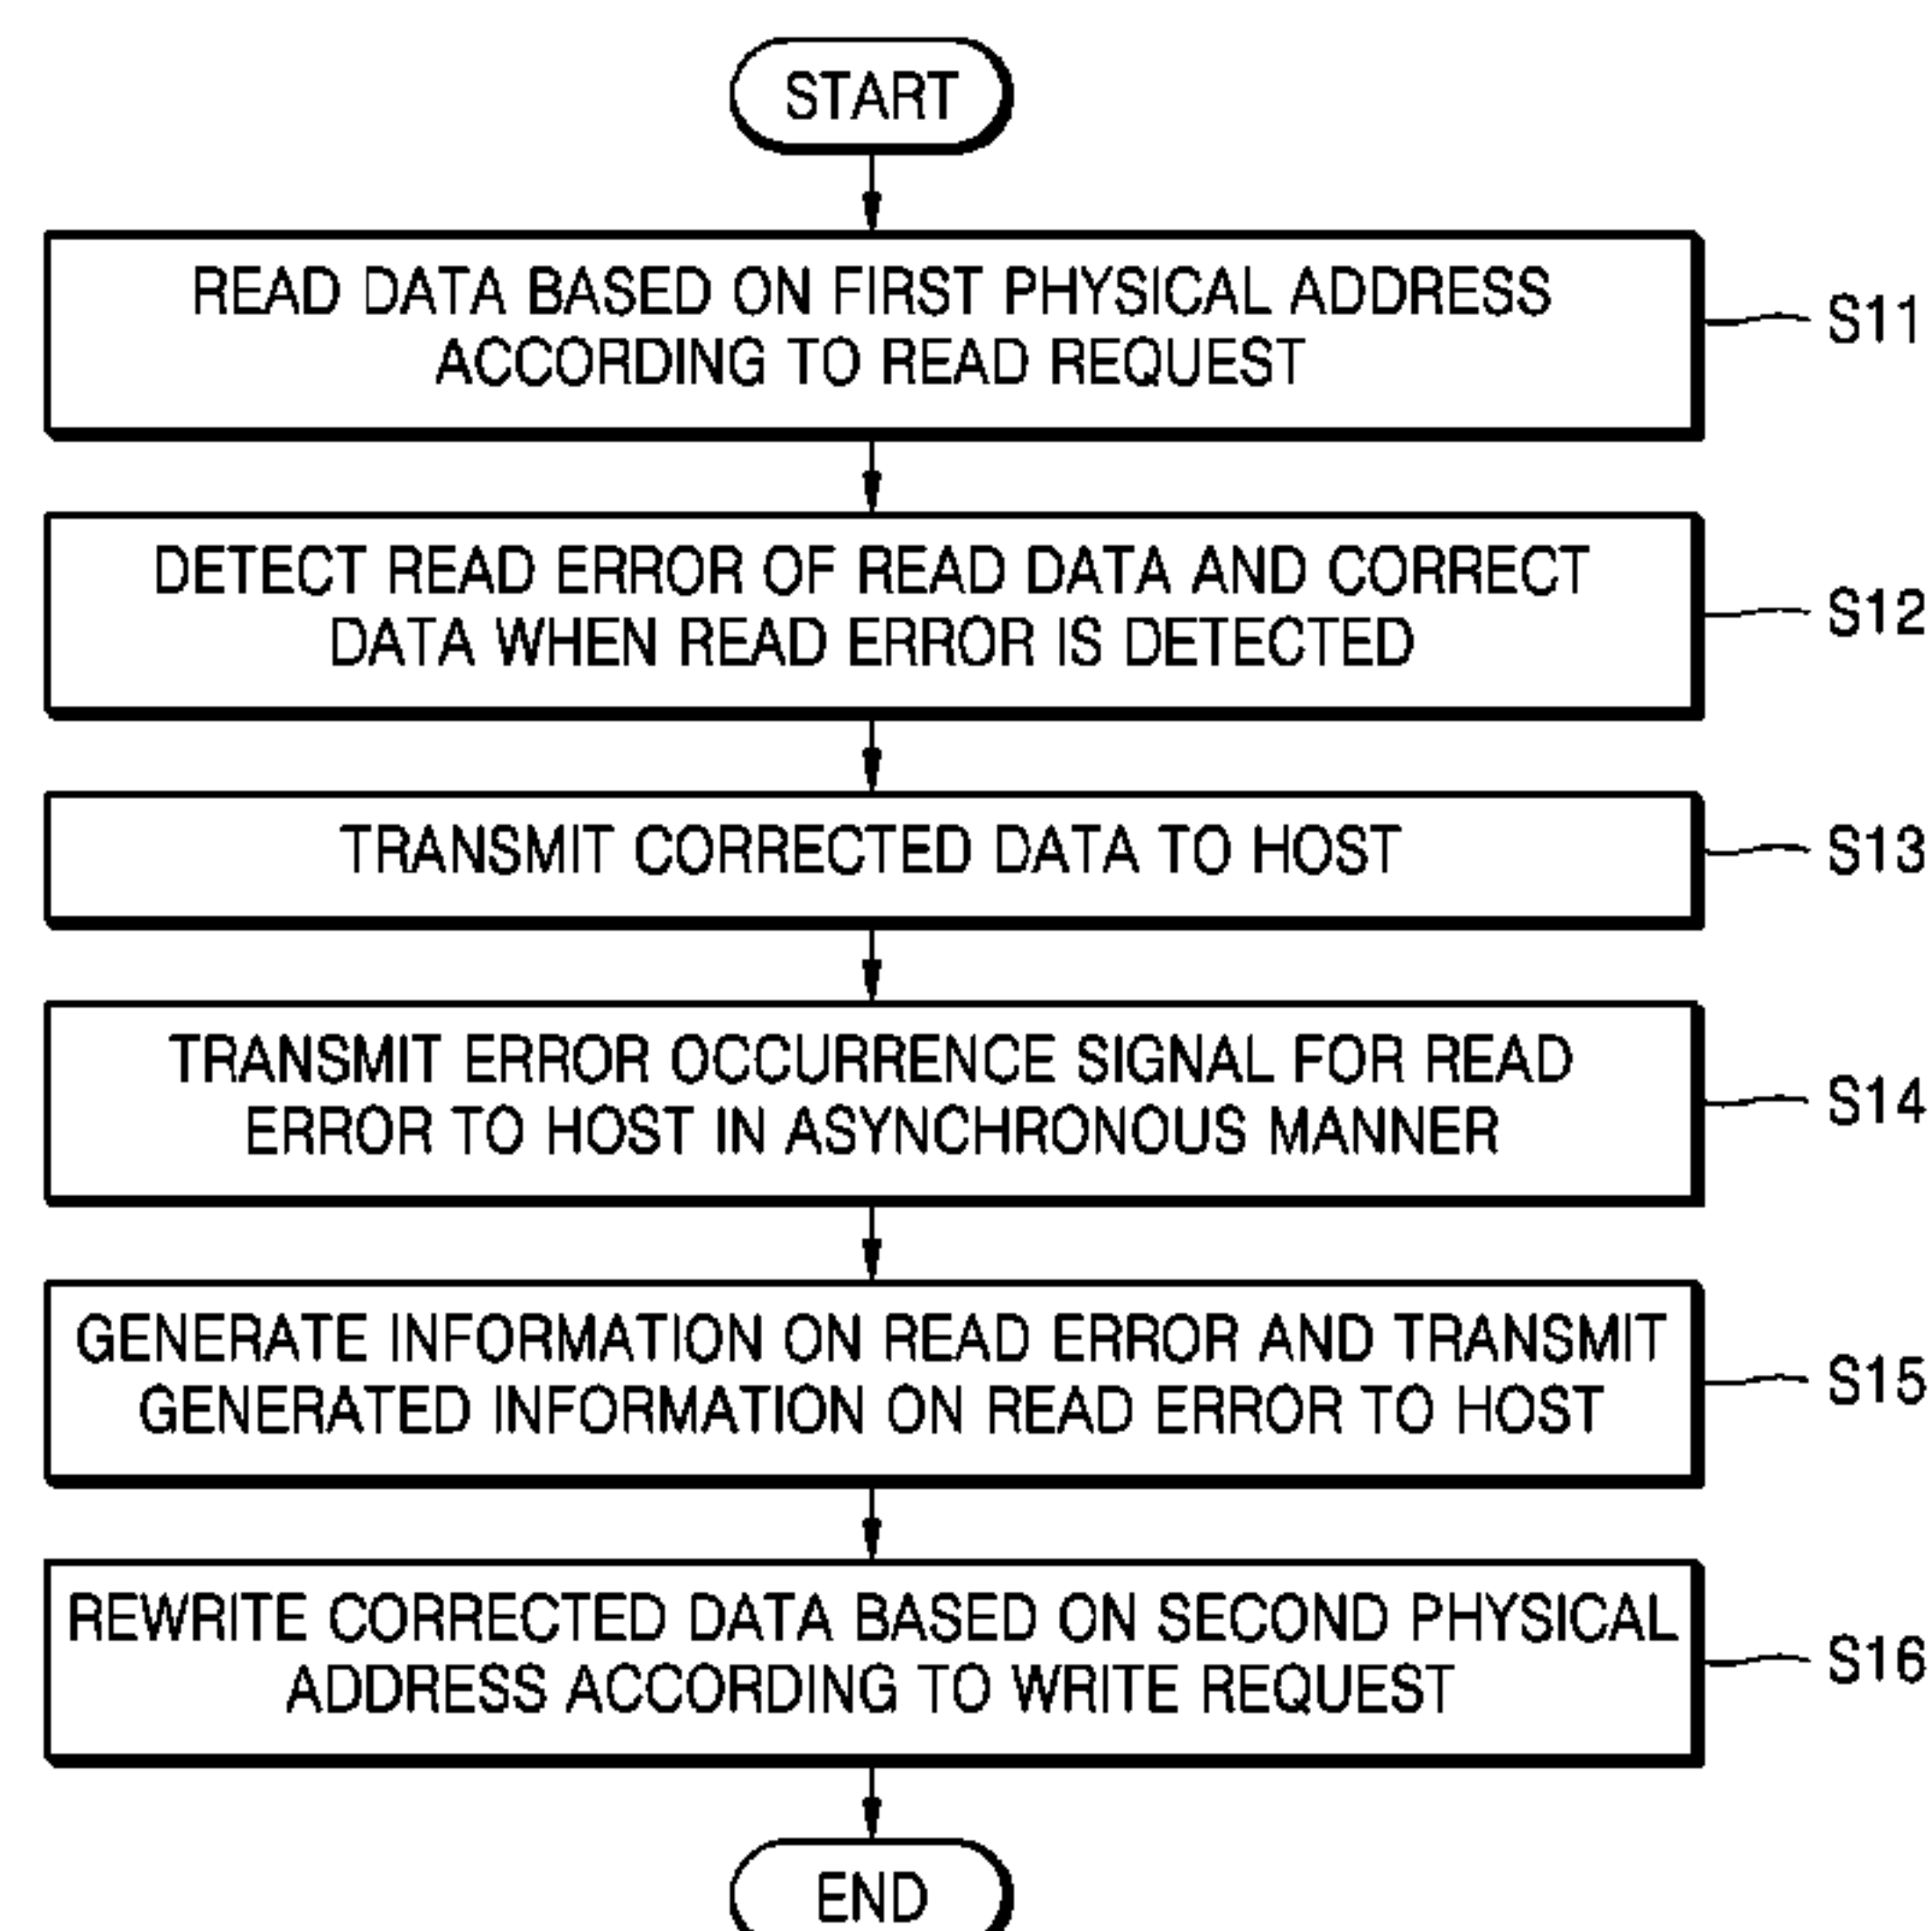 START
READ DATA BASED ON FIRST PHYSICAL ADDRESS
ACCORDING TO READ REQUEST
S11
DETECT READ ERROR OF READ DATA AND CORRECT
DATA WHEN READ ERROR IS DETECTED
S12
TRANSMIT CORRECTED DATA TO HOST
S13
TRANSMIT ERROR OCCURRENCE SIGNAL FOR READ
ERROR TO HOST IN ASYNCHRONOUS MANNER
S14
GENERATE INFORMATION ON READ ERROR AND TRANSMIT
GENERATED INFORMATION ON READ ERROR TO HOST
S15
REWRITE CORRECTED DATA BASED ON SECOND PHYSICAL
ADDRESS ACCORDING TO WRITE REQUEST
S16
END